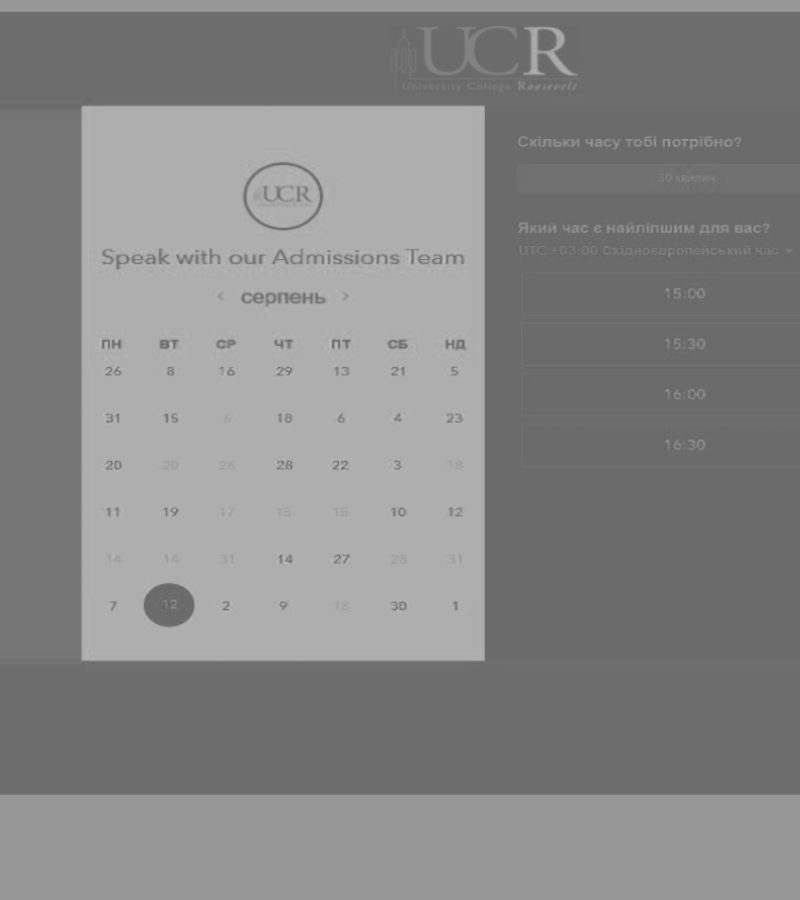 UCR
University College Roosevelt
UCR
Speak with our Admissions Team
< серпень >
ПН ВТ СР ЧТ ПТ СБ НД
26 8 16 29 13 21 5
31 15 6 18 6 4 23
20 20 26 28 22 3 18
11 19 17 15 15 10 12
14 14 31 14 27 29 31
7 12 2 9 18 30 1
Скільки часу тобі потрібно?
30 хвилин
Який час є найліпшим для вас?
UTC +03:00 Східноєвропейський час
15:00
15:30
16:00
16:30